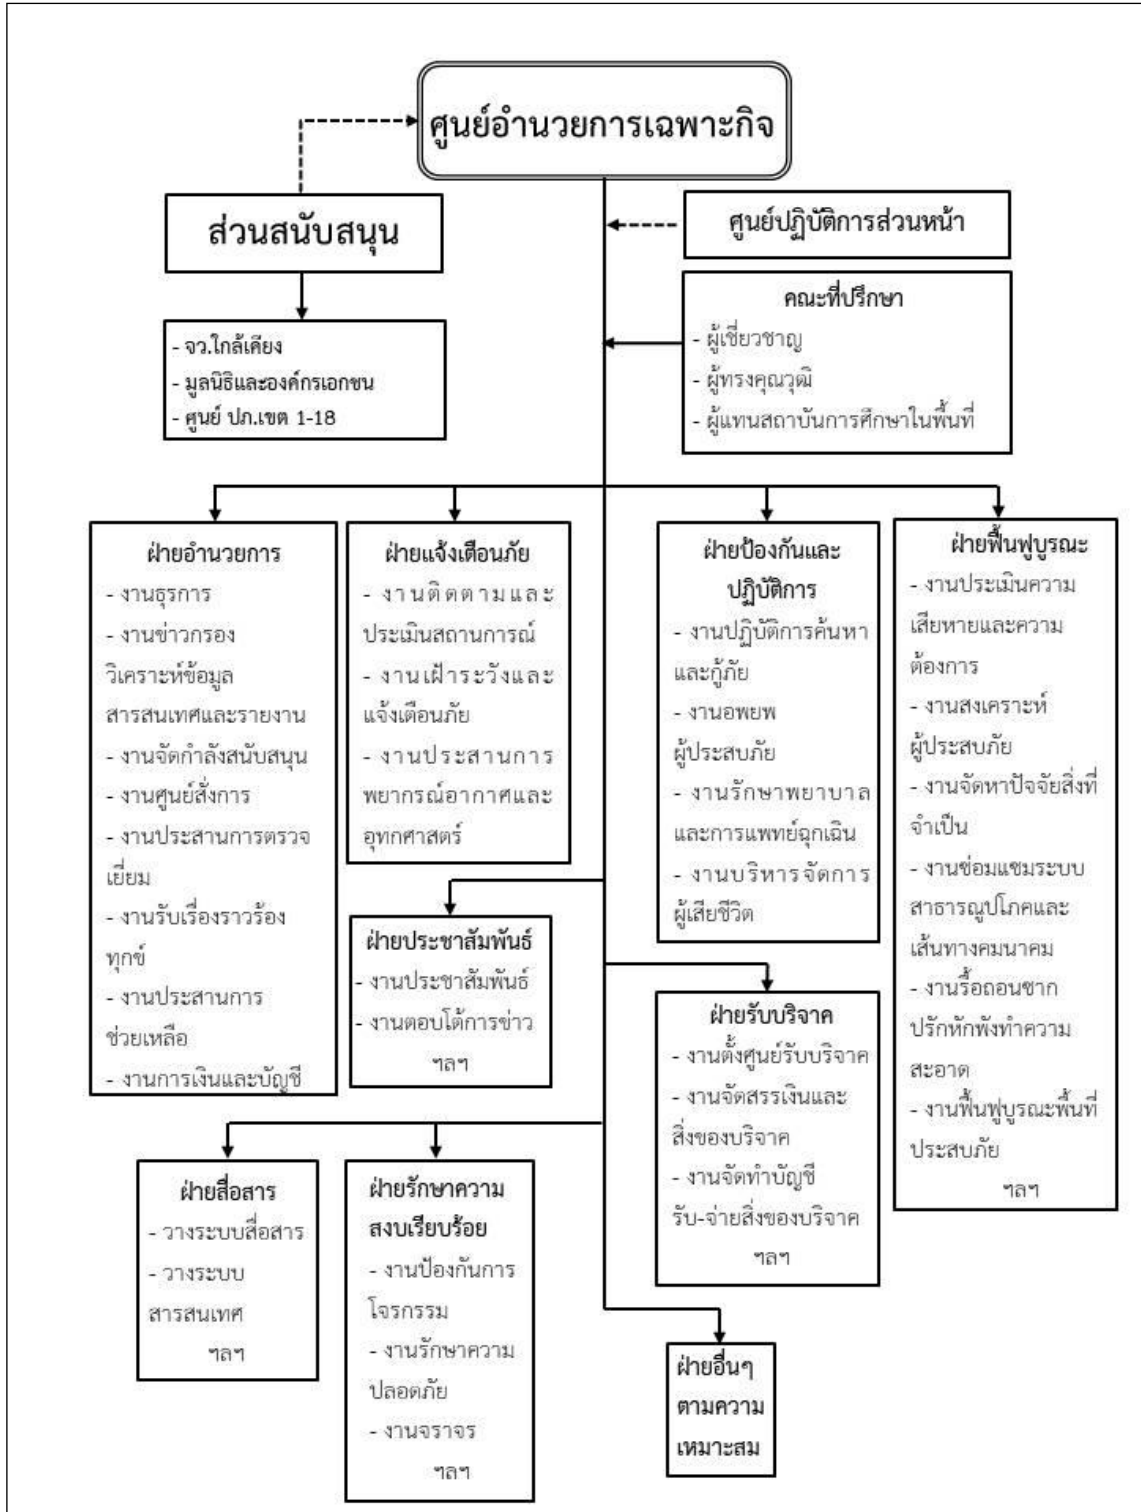 ศูนย์อำนวยการเฉพาะกิจ
ส่วนสนับสนุน
ศูนย์ปฏิบัติการส่วนหน้า
- จว.ใกล้เคียง
- มูลนิธิและองค์กรเอกชน
- ศูนย์ ปภ.เขต 1-18
คณะที่ปรึกษา
- ผู้เชี่ยวชาญ
- ผู้ทรงคุณวุฒิ
- ผู้แทนสถาบันการศึกษาในพื้นที่
ฝ่ายอำนวยการ
- งานธุรการ
- งานข่าวกรอง
วิเคราะห์ข้อมูล
สารสนเทศและรายงาน
- งานจัดกำลังสนับสนุน
- งานศูนย์สั่งการ
- งานประสานการตรวจ
เยี่ยม
- งานรับเรื่องราวร้อง
ทุกข์
- งานประสานการ
ช่วยเหลือ
- งานการเงินและบัญชี
ฝ่ายแจ้งเตือนภัย
- งานติดตามและ
ประเมินสถานการณ์
- งานเฝ้าระวังและ
แจ้งเตือนภัย
- งานประสานการ
พยากรณ์อากาศและ
อุทกศาสตร์
ฝ่ายป้องกันและ
ปฏิบัติการ
- งานปฏิบัติการค้นหา
และกู้ภัย
- งานอพยพ
ผู้ประสบภัย
- งานรักษาพยาบาล
และการแพทย์ฉุกเฉิน
- งานบริหารจัดการ
ผู้เสียชีวิต
ฝ่ายฟื้นฟูบูรณะ
- งานประเมินความ
เสียหายและความ
ต้องการ
- งานสงเคราะห์
ผู้ประสบภัย
- งานจัดหาปัจจัยสิ่งที่
จำเป็น
- งานซ่อมแซมระบบ
สาธารณูปโภคและ
เส้นทางคมนาคม
- งานรื้อถอนซาก
ปรักหักพังทำความ
สะอาด
- งานฟื้นฟูบูรณะพื้นที่
ประสบภัย
ฯลฯ
ฝ่ายประชาสัมพันธ์
- งานประชาสัมพันธ์
- งานตอบโต้การข่าว
ฯลฯ
ฝ่ายรับบริจาค
- งานตั้งศูนย์รับบริจาค
- งานจัดสรรเงินและ
สิ่งของบริจาค
- งานจัดทำบัญชี
รับ-จ่ายสิ่งของบริจาค
ฯลฯ
ฝ่ายสื่อสาร
- วางระบบสื่อสาร
- วางระบบ
สารสนเทศ
ฯลฯ
ฝ่ายรักษาความ
สงบเรียบร้อย
- งานป้องกันการ
โจรกรรม
- งานรักษาความ
ปลอดภัย
- งานจราจร
ฯลฯ
ฝ่ายอื่นๆ
ตามความ
เหมาะสม